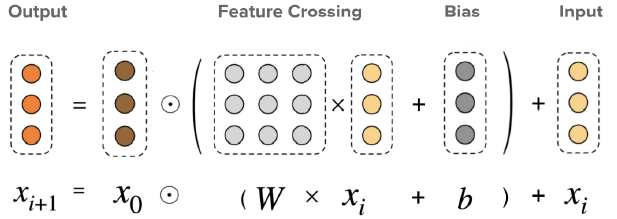 Output Feature Crossing Bias Input
= ⊙ ( × + ) +
x_{i+1} = x_0 ⊙ ( W × x_i + b ) + x_i